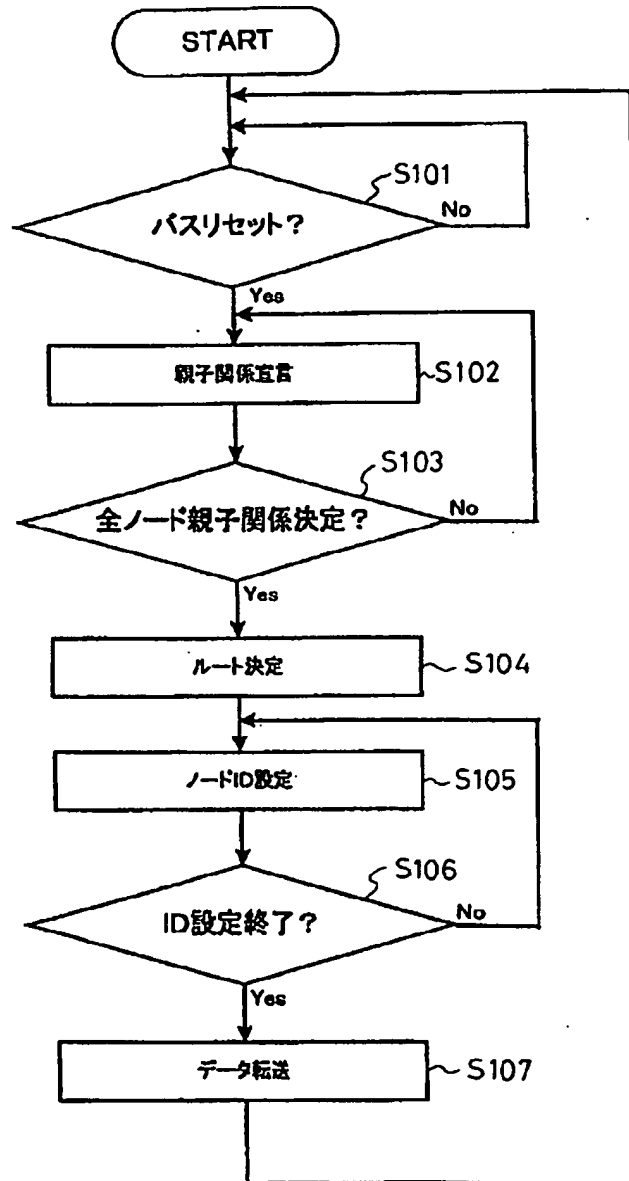 START
S101
バスリセット?
No
Yes
親子関係宣言
S102
S103
全ノード親子関係決定?
No
Yes
ルート決定
S104
ノードID設定
S105
S106
ID設定終了?
No
Yes
データ転送
S107